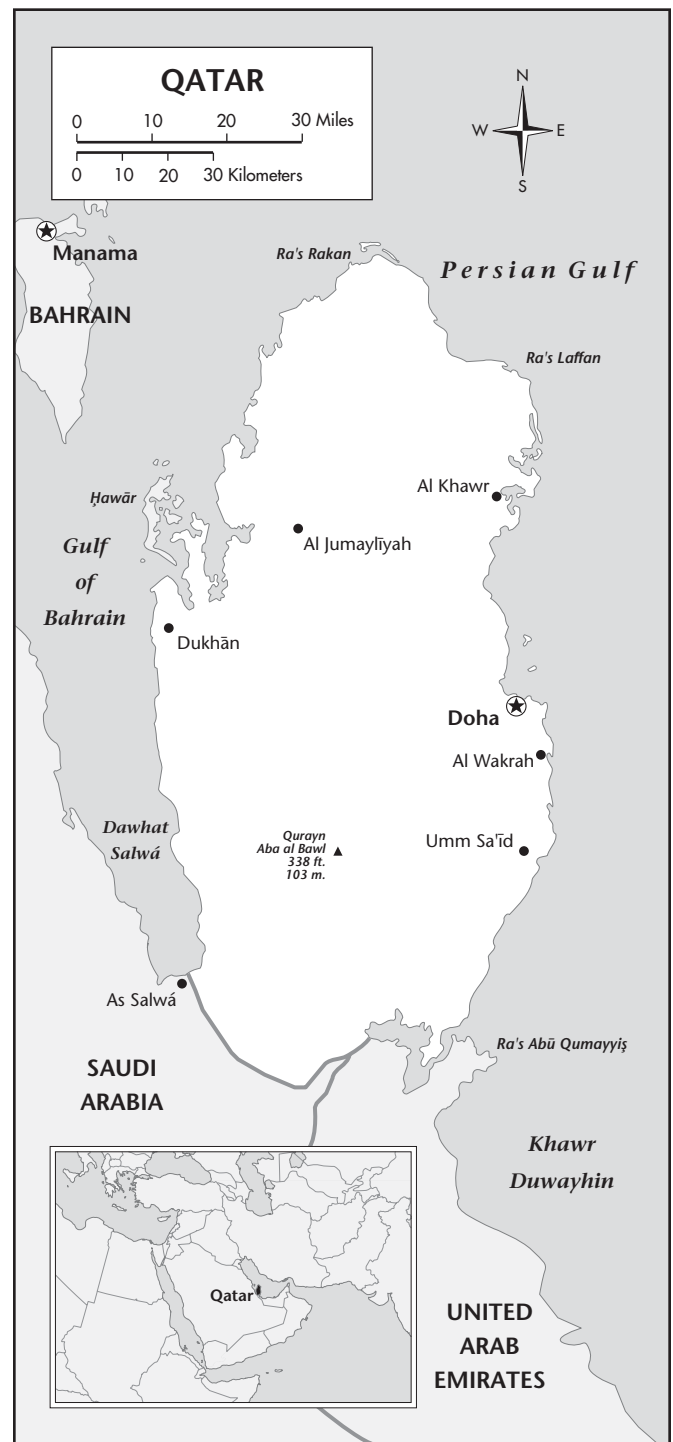 QATAR
0 10 20 30 Miles
0 10 20 30 Kilometers
N
W E
S
Manama
BAHRAIN
Ra's Rakan
Persian Gulf
Ra's Laffan
Al Khawr
Ḩawār
Al Jumaylīyah
Gulf
of
Bahrain
Dukhān
Doha
Al Wakrah
Dawhat
Salwá
Qurayn
Aba al Bawl
338 ft.
103 m.
Umm Sa'īd
As Salwá
Ra's Abū Qumayyiş
SAUDI
ARABIA
Khawr
Duwayhin
Qatar
UNITED
ARAB
EMIRATES